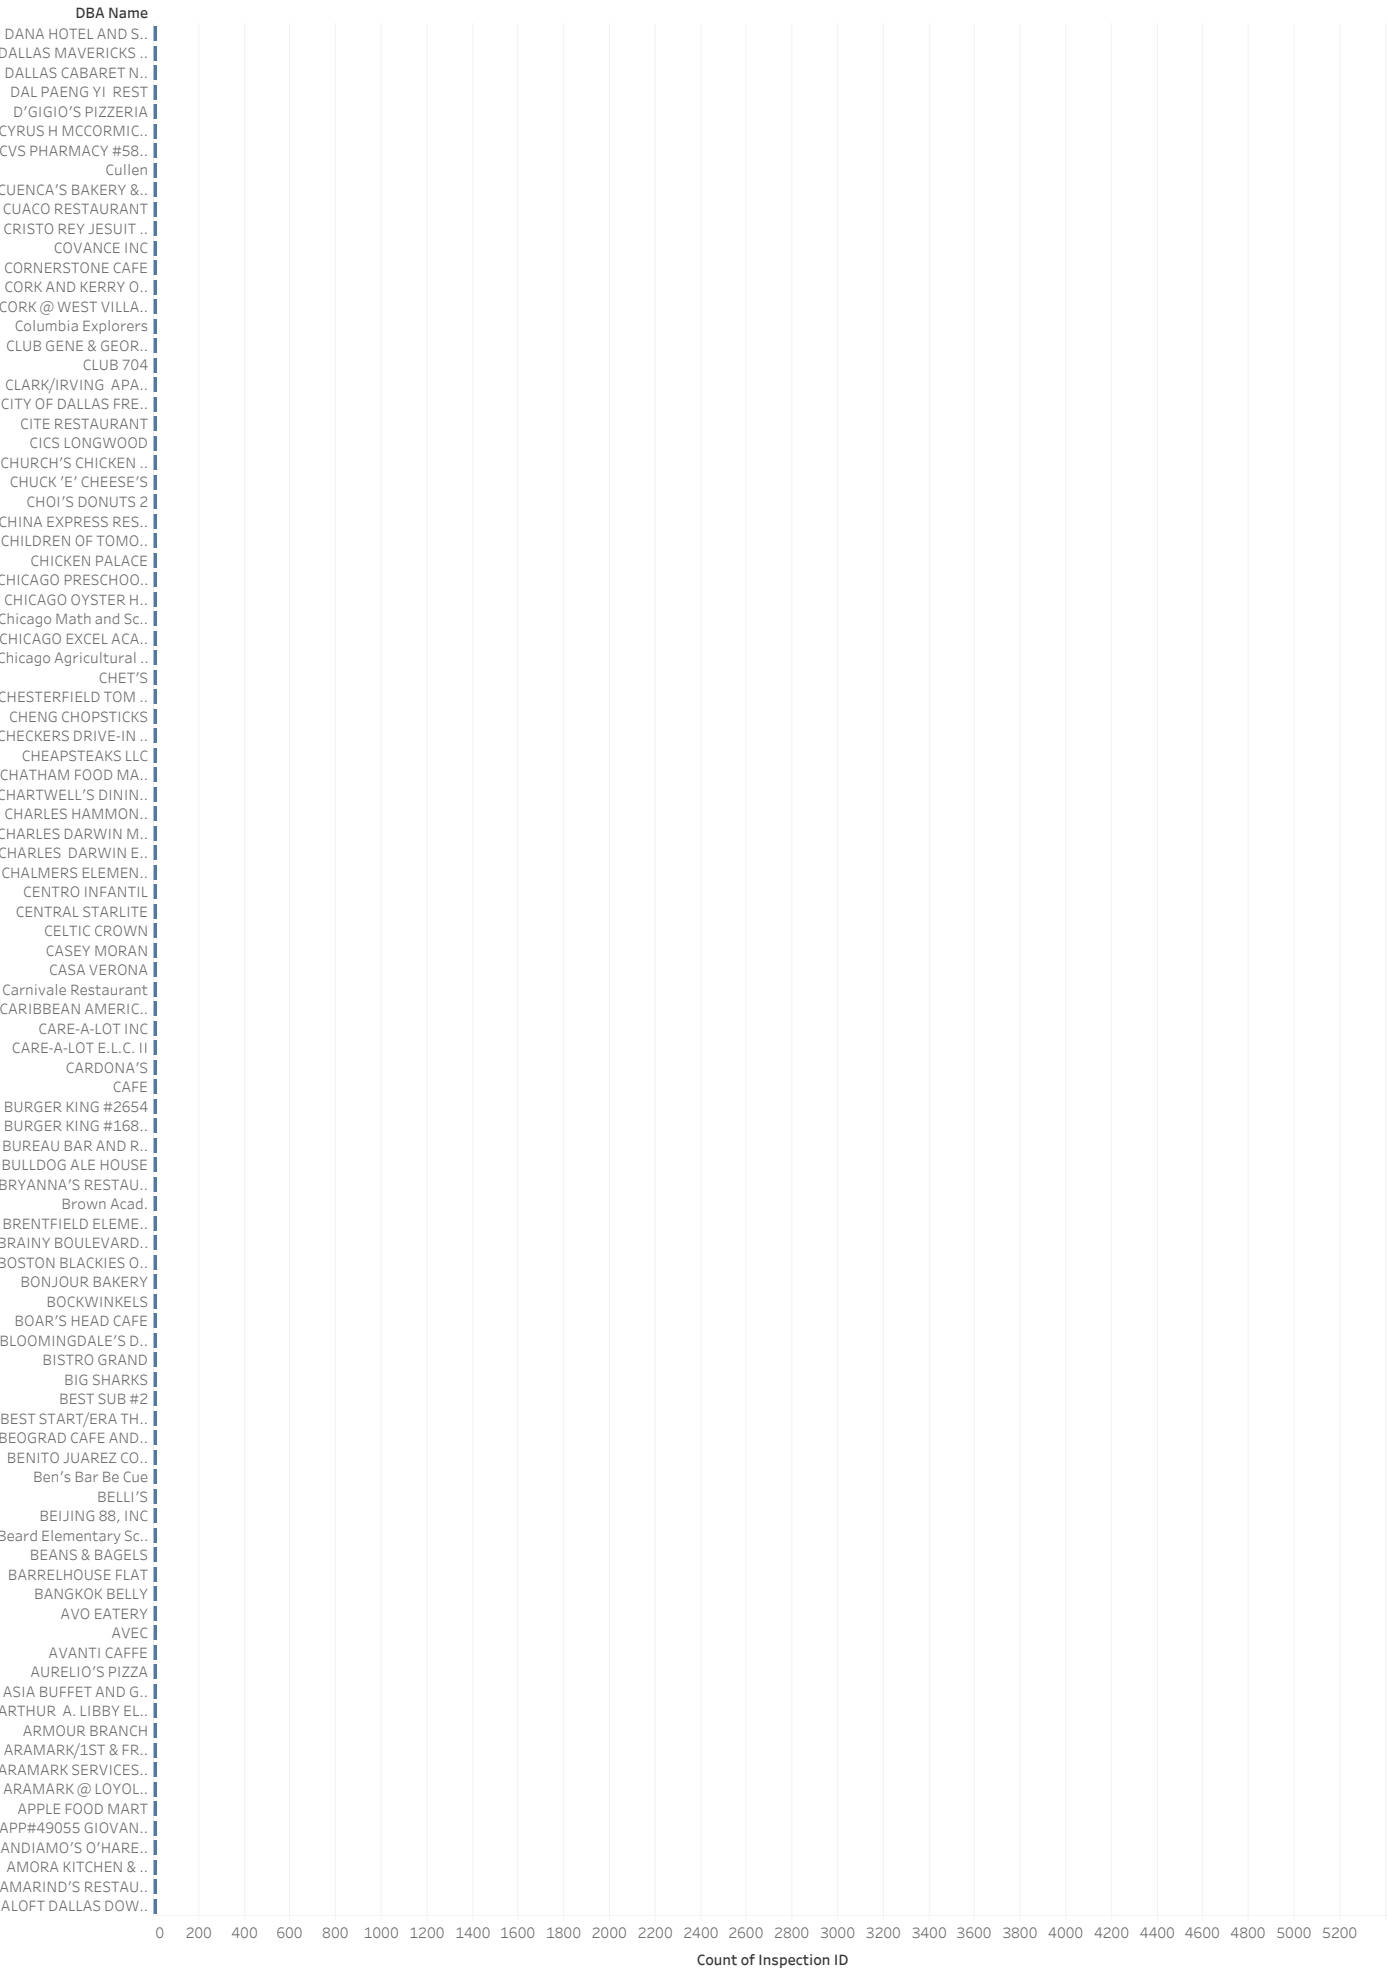 DBA Name
DANA HOTEL AND S..
DALLAS MAVERICKS ..
DALLAS CABARET N..
DAL PAENG YI  REST
D'GIGIO'S PIZZERIA
CYRUS H MCCORMIC..
CVS PHARMACY #58..
Cullen
CUENCA'S BAKERY &..
CUACO RESTAURANT
CRISTO REY JESUIT ..
COVANCE INC
CORNERSTONE CAFE
CORK AND KERRY O..
CORK @ WEST VILLA..
Columbia Explorers
CLUB GENE & GEOR..
CLUB 704
CLARK/IRVING  APA..
CITY OF DALLAS FRE..
CITE RESTAURANT
CICS LONGWOOD
CHURCH'S CHICKEN ..
CHUCK 'E' CHEESE'S
CHOI'S DONUTS 2
CHINA EXPRESS RES..
CHILDREN OF TOMO..
CHICKEN PALACE
CHICAGO PRESCHOO..
CHICAGO OYSTER H..
Chicago Math and Sc..
CHICAGO EXCEL ACA..
Chicago Agricultural ..
CHET'S
CHESTERFIELD TOM ..
CHENG CHOPSTICKS
CHECKERS DRIVE-IN ..
CHEAPSTEAKS LLC
CHATHAM FOOD MA..
CHARTWELL'S DININ..
CHARLES HAMMON..
CHARLES DARWIN M..
CHARLES  DARWIN E..
CHALMERS ELEMEN..
CENTRO INFANTIL
CENTRAL STARLITE
CELTIC CROWN
CASEY MORAN
CASA VERONA
Carnivale Restaurant
CARIBBEAN AMERIC..
CARE-A-LOT INC
CARE-A-LOT E.L.C. II
CARDONA'S
CAFE
BURGER KING #2654
BURGER KING #168..
BUREAU BAR AND R..
BULLDOG ALE HOUSE
BRYANNA'S RESTAU..
Brown Acad.
BRENTFIELD ELEME..
BRAINY BOULEVARD..
BOSTON BLACKIES O..
BONJOUR BAKERY
BOCKWINKELS
BOAR'S HEAD CAFE
BLOOMINGDALE'S D..
BISTRO GRAND
BIG SHARKS
BEST SUB #2
BEST START/ERA TH..
BEOGRAD CAFE AND..
BENITO JUAREZ CO..
Ben's Bar Be Cue
BELLI'S
BEIJING 88, INC
Beard Elementary Sc..
BEANS & BAGELS
BARRELHOUSE FLAT
BANGKOK BELLY
AVO EATERY
AVEC
AVANTI CAFFE
AURELIO'S PIZZA
ASIA BUFFET AND G..
ARTHUR  A. LIBBY EL..
ARMOUR BRANCH
ARAMARK/1ST & FR..
ARAMARK SERVICES..
ARAMARK @ LOYOL..
APPLE FOOD MART
APP#49055 GIOVAN..
ANDIAMO'S O'HARE..
AMORA KITCHEN & ..
AMARIND'S RESTAU..
ALOFT DALLAS DOW..
0 200 400 600 800 1000 1200 1400 1600 1800 2000 2200 2400 2600 2800 3000 3200 3400 3600 3800 4000 4200 4400 4600 4800 5000 5200
Count of Inspection ID